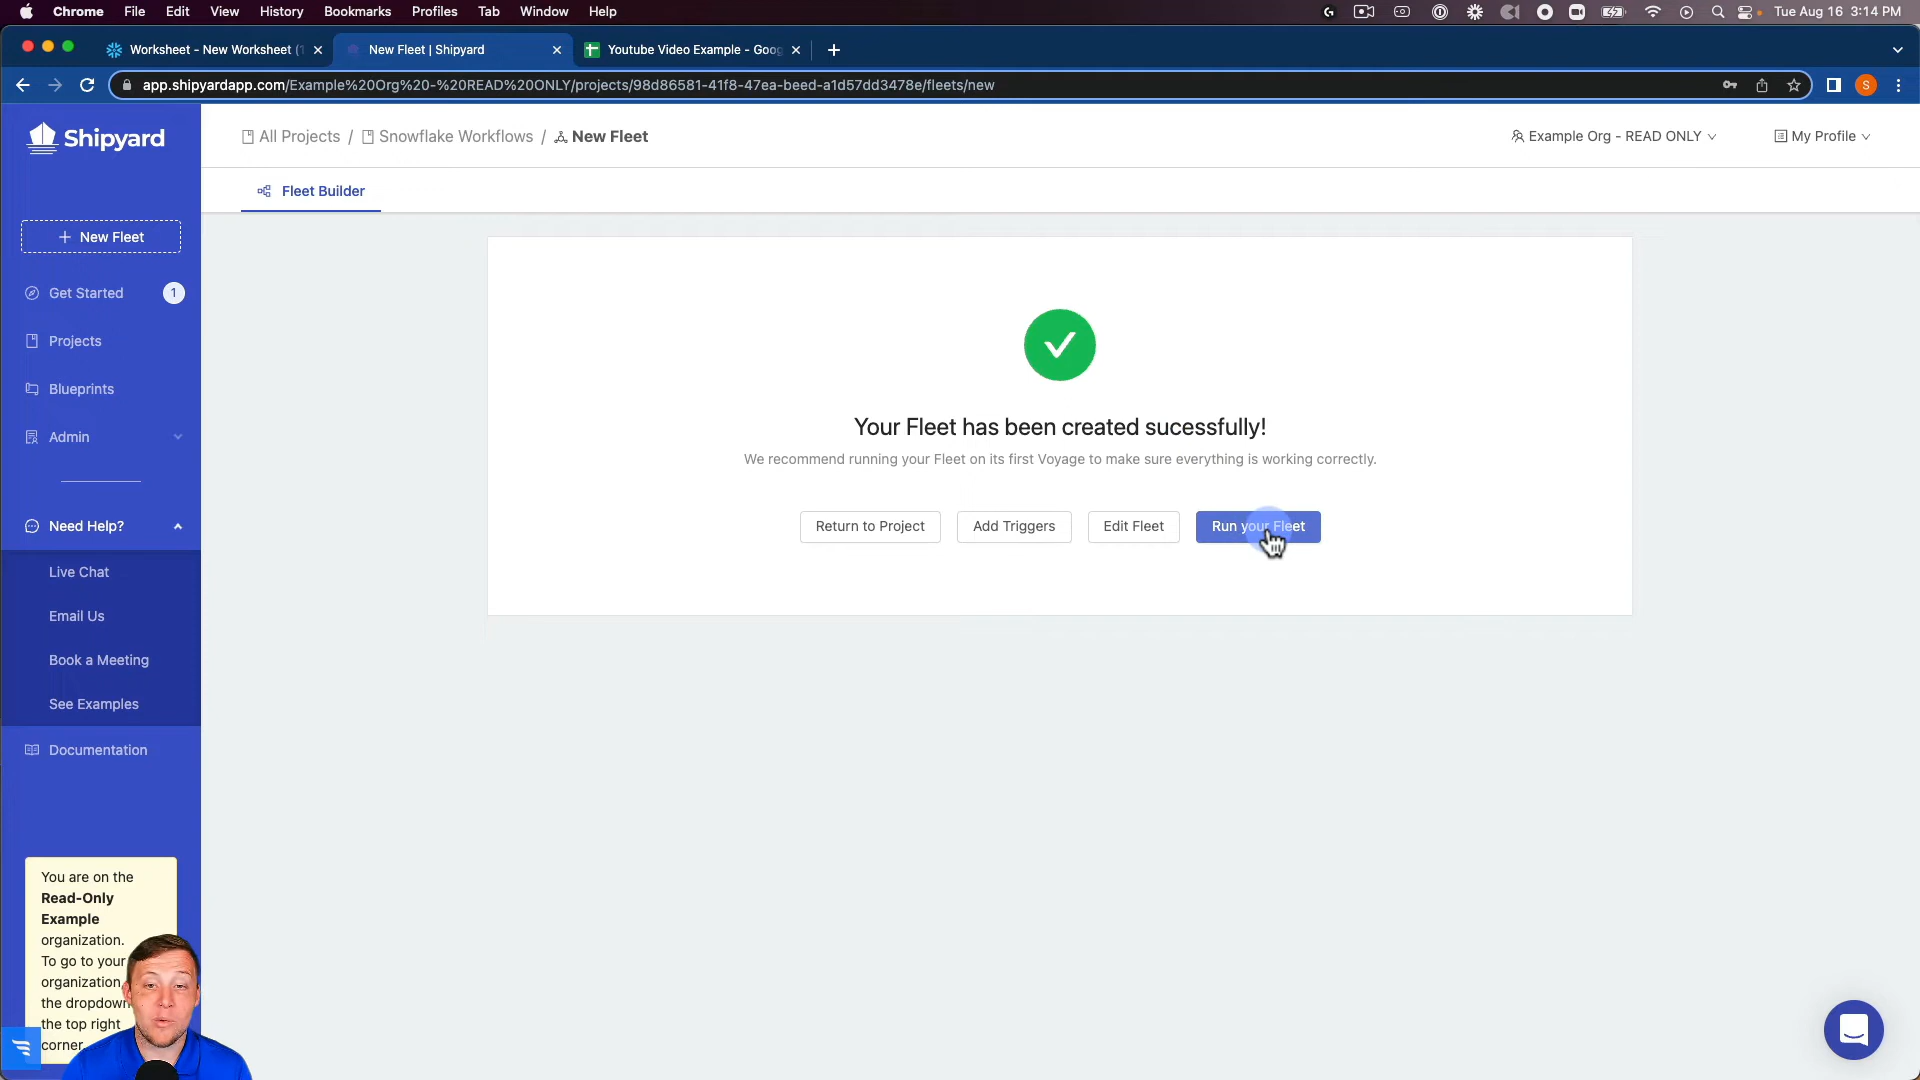 Chrome File Edit View History Bookmarks Profiles Tab Window Help Tue Aug 16 3:14 PM
Worksheet - New Worksheet (1 New Fleet | Shipyard Youtube Video Example - Goog
app.shipyardapp.com/Example%20Org%20-%20READ%20ONLY/projects/98d86581-41f8-47ea-beed-a1d57dd3478e/fleets/new S
Shipyard
All Projects / Snowflake Workflows / New Fleet
Example Org - READ ONLY
My Profile
Fleet Builder
+ New Fleet
Get Started 1
Projects
Blueprints
Admin
Need Help?
Live Chat
Email Us
Book a Meeting
See Examples
Documentation
Your Fleet has been created sucessfully!
We recommend running your Fleet on its first Voyage to make sure everything is working correctly.
Return to Project Add Triggers Edit Fleet Run your Fleet
You are on the
Read-Only
Example
organization.
To go to your
organization,
the dropdown
the top right
corner.